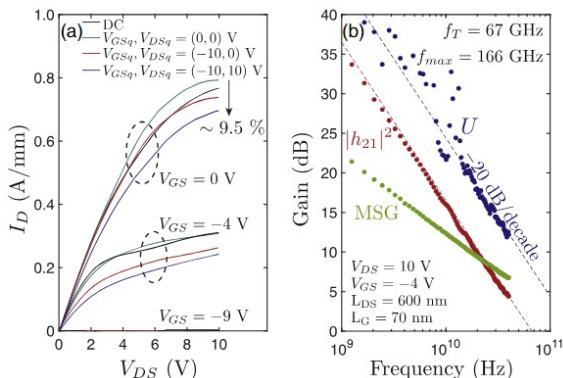 (a)
DC
V_GSq, V_DSq = (0, 0) V
V_GSq, V_DSq = (−10, 0) V
V_GSq, V_DSq = (−10, 10) V
~ 9.5 %
V_GS = 0 V
V_GS = −4 V
V_GS = −9 V
I_D (A/mm)
1.0
0.8
0.6
0.4
0.2
0
0 2 4 6 8 10
V_DS (V)
(b)
f_T = 67 GHz
f_max = 166 GHz
U
|h_21|^2
−20 dB/decade
MSG
V_DS = 10 V
V_GS = −4 V
L_DS = 600 nm
L_G = 70 nm
Gain (dB)
40
35
30
25
20
15
10
5
0
10^9 10^10 10^11
Frequency (Hz)